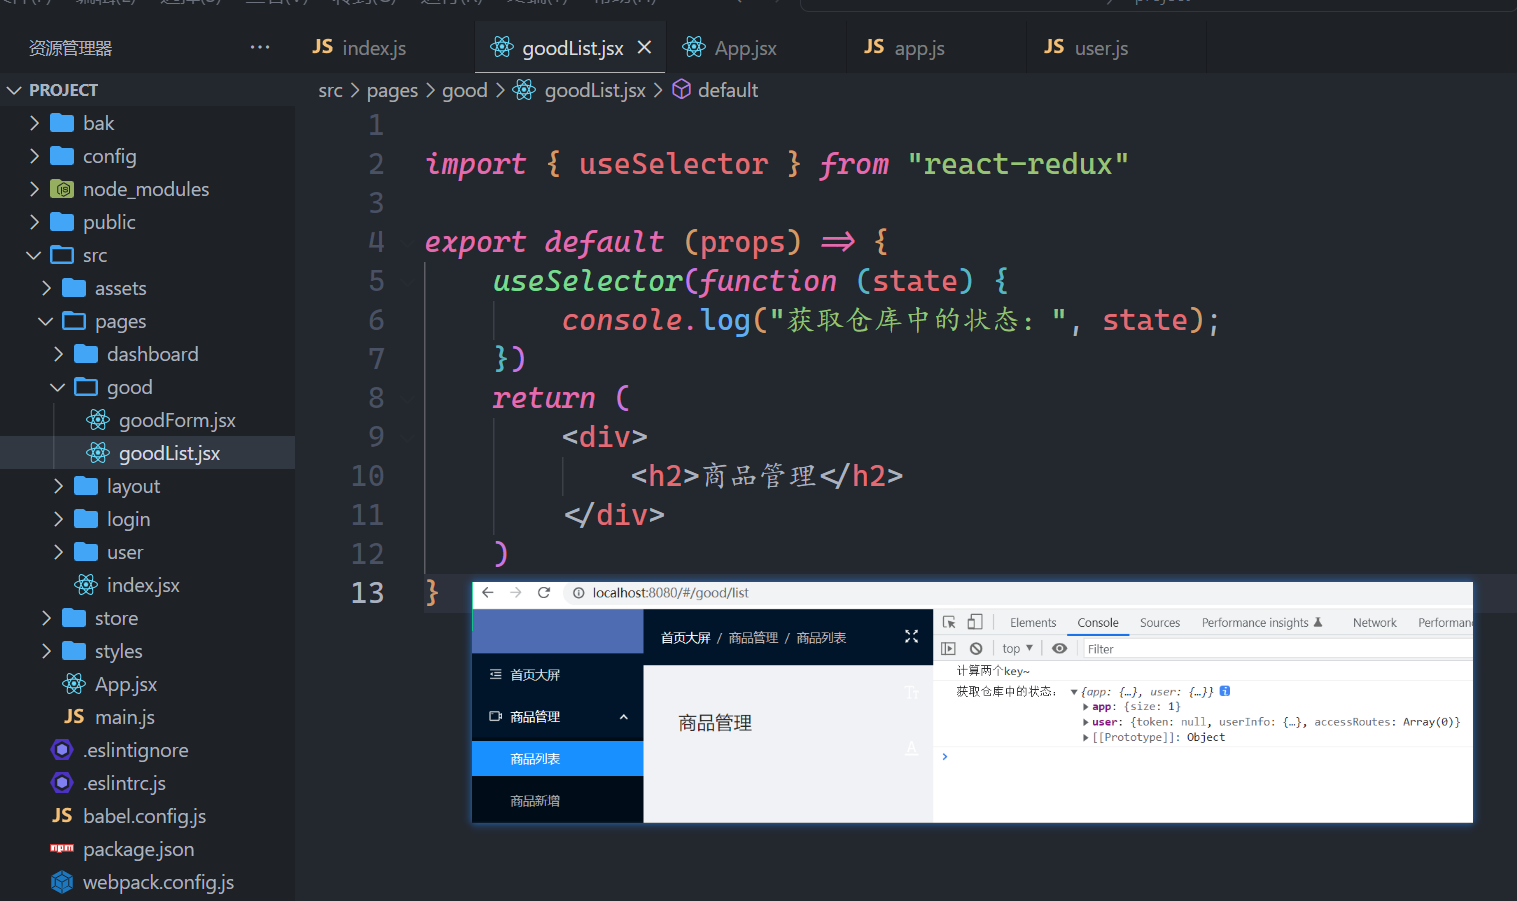 资源管理器 ···
JS index.js
goodList.jsx
App.jsx
JS app.js
JS user.js
PROJECT
src > pages > good > goodList.jsx > default
bak
config
node_modules
public
src
assets
pages
dashboard
good
goodForm.jsx
goodList.jsx
layout
login
user
index.jsx
store
styles
App.jsx
JS main.js
.eslintignore
.eslintrc.js
JS babel.config.js
package.json
webpack.config.js
1
2 import { useSelector } from "react-redux"
3
4 export default (props) => {
5 useSelector(function (state) {
6 console.log("获取仓库中的状态: ", state);
7 })
8 return (
9 <div>
10 <h2>商品管理</h2>
11 </div>
12 )
13 }
localhost:8080/#/good/list
首页大屏 / 商品管理 / 商品列表
首页大屏
商品管理
商品列表
商品新增
商品管理
Elements Console Sources Performance insights Network
top Filter
计算两个key~
获取仓库中的状态: {app: {…}, user: {…}}
app: {size: 1}
user: {token: null, userInfo: {…}, accessRoutes: Array(0)}
[[Prototype]]: Object